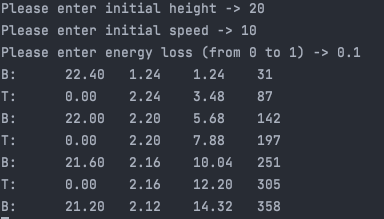 Please enter initial height -> 20
Please enter initial speed -> 10
Please enter energy loss (from 0 to 1) -> 0.1
B: 22.40 1.24 1.24 31
T: 0.00 2.24 3.48 87
B: 22.00 2.20 5.68 142
T: 0.00 2.20 7.88 197
B: 21.60 2.16 10.04 251
T: 0.00 2.16 12.20 305
B: 21.20 2.12 14.32 358